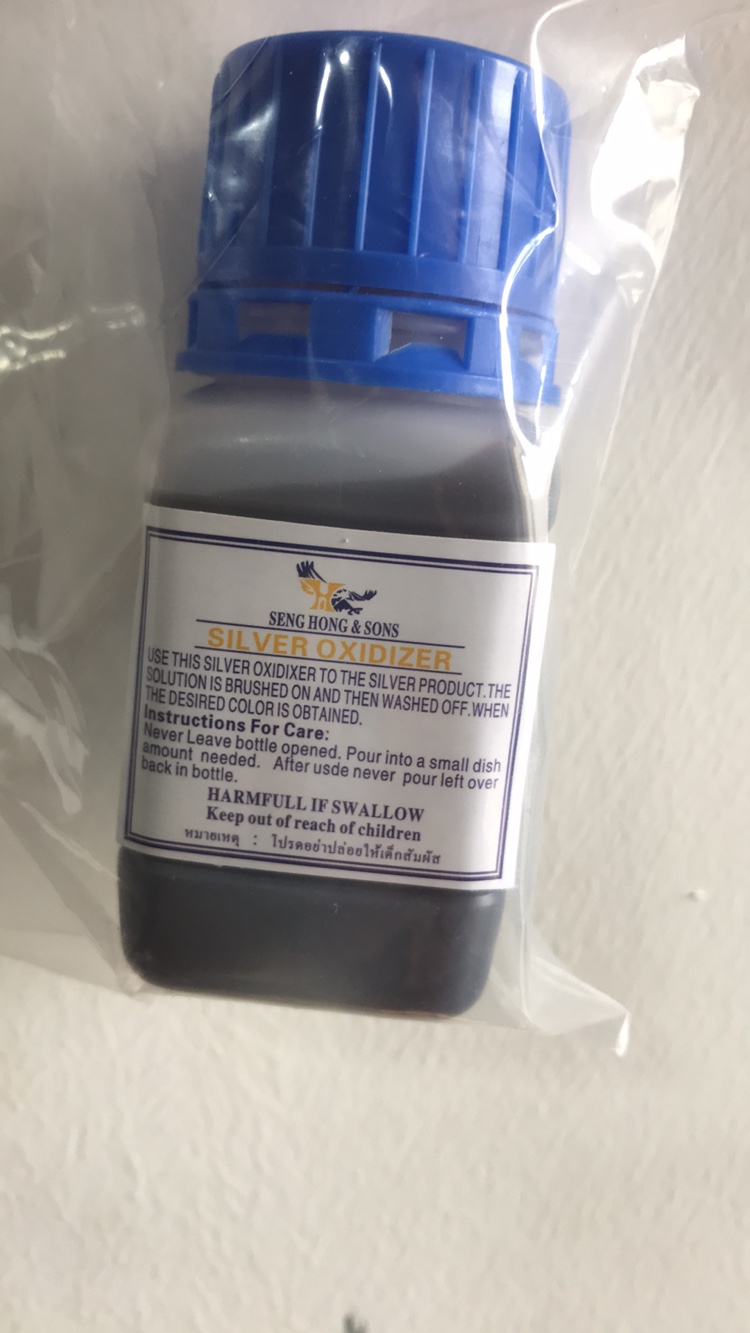 SENG HONG & SONS
SILVER OXIDIZER
USE THIS SILVER OXIDIXER TO THE SILVER PRODUCT.THE
SOLUTION IS BRUSHED ON AND THEN WASHED OFF.WHEN
THE DESIRED COLOR IS OBTAINED.
Instructions For Care:
Never Leave bottle opened. Pour into a small dish
amount needed. After usde never pour left over
back in bottle.
HARMFULL IF SWALLOW
Keep out of reach of children
หมายเหตุ : โปรดอย่าปล่อยให้เด็กสัมผัส